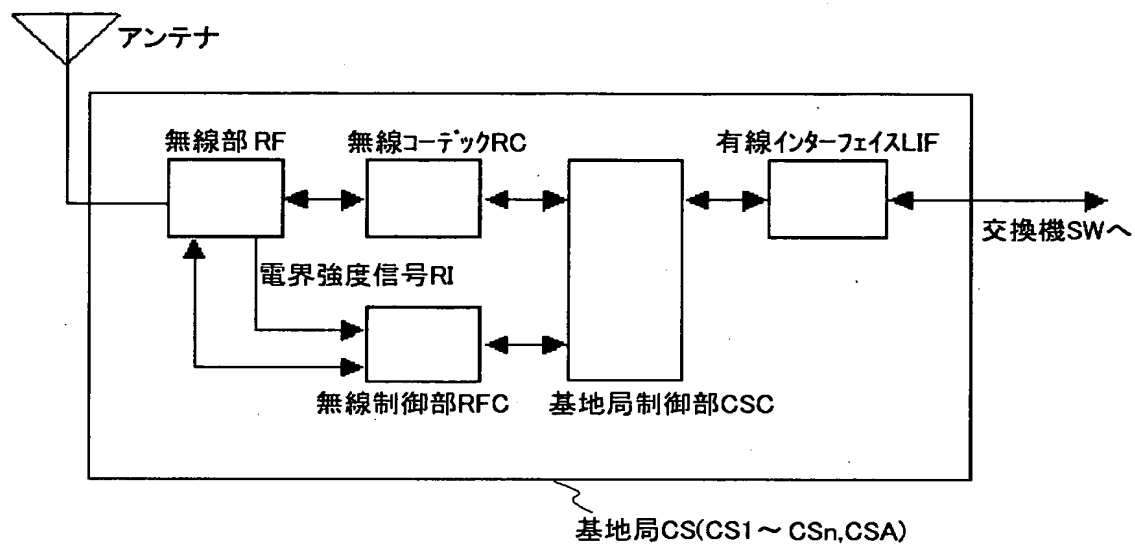 アンテナ
無線部 RF
無線コーデックRC
有線インターフェイスLIF
交換機SWへ
電界強度信号RI
無線制御部RFC
基地局制御部CSC
基地局CS(CS1～CSn,CSA)